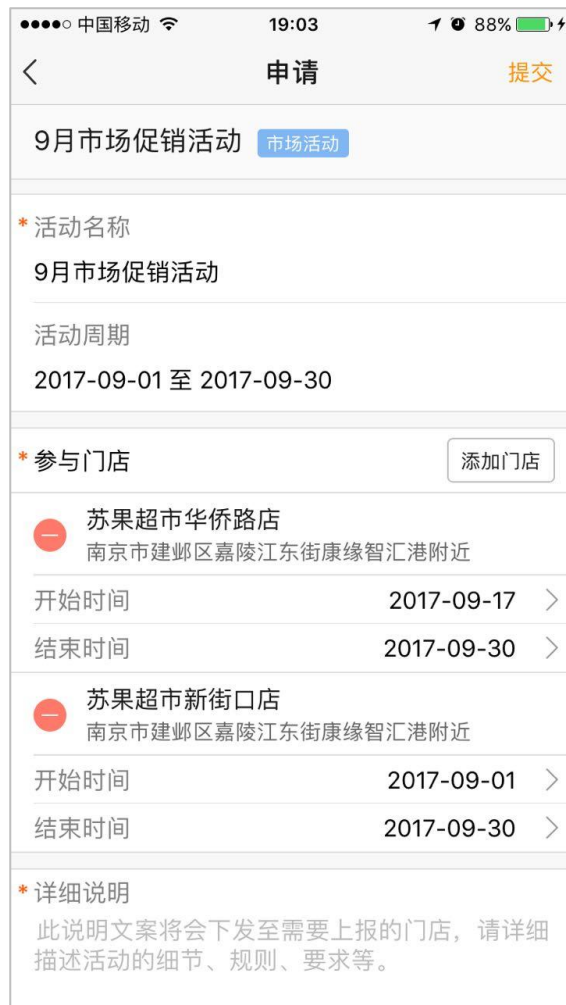 中国移动 19:03 88%
申请 提交
9月市场促销活动 市场活动
* 活动名称
9月市场促销活动
活动周期
2017-09-01 至 2017-09-30
* 参与门店 添加门店
苏果超市华侨路店
南京市建邺区嘉陵江东街康缘智汇港附近
开始时间 2017-09-17
结束时间 2017-09-30
苏果超市新街口店
南京市建邺区嘉陵江东街康缘智汇港附近
开始时间 2017-09-01
结束时间 2017-09-30
* 详细说明
此说明文案将会下发至需要上报的门店，请详细
描述活动的细节、规则、要求等。